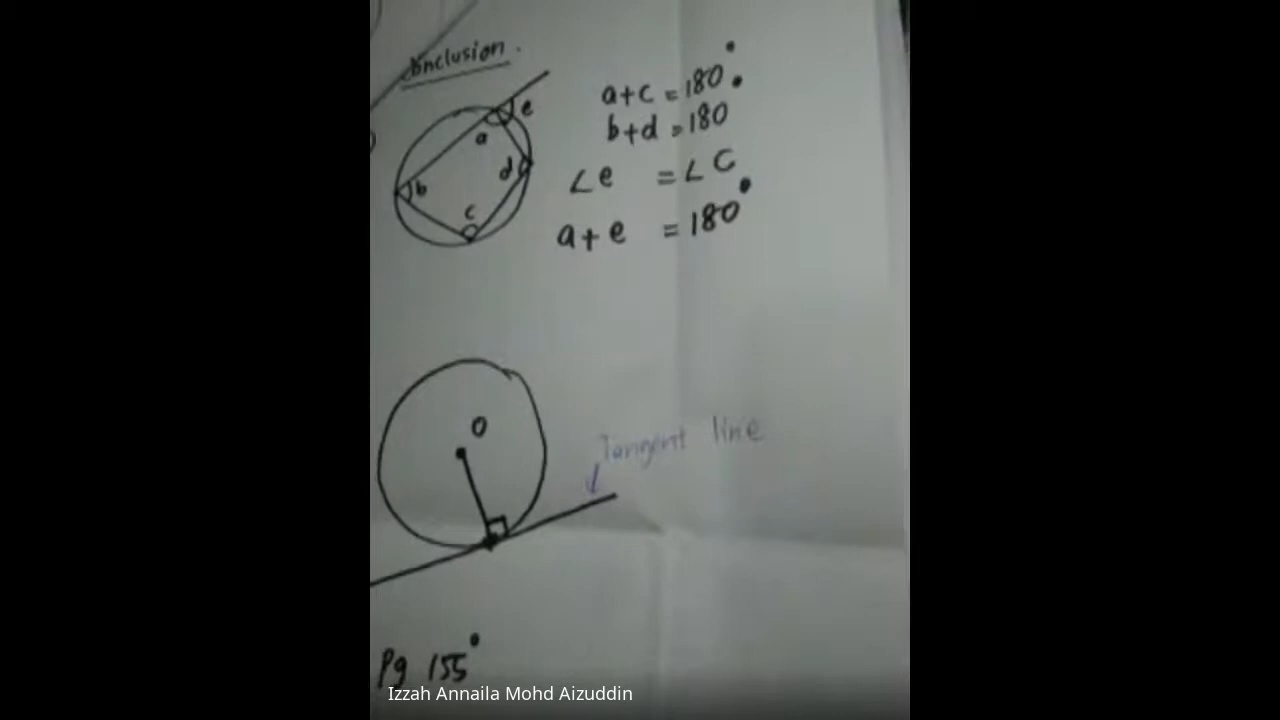 Conclusion.
a+c = 180°
b+d = 180°
∠e = ∠C
a+e = 180°
a
e
b
d
c
O
Tangent line
Pg 155°
Izzah Annaila Mohd Aizuddin